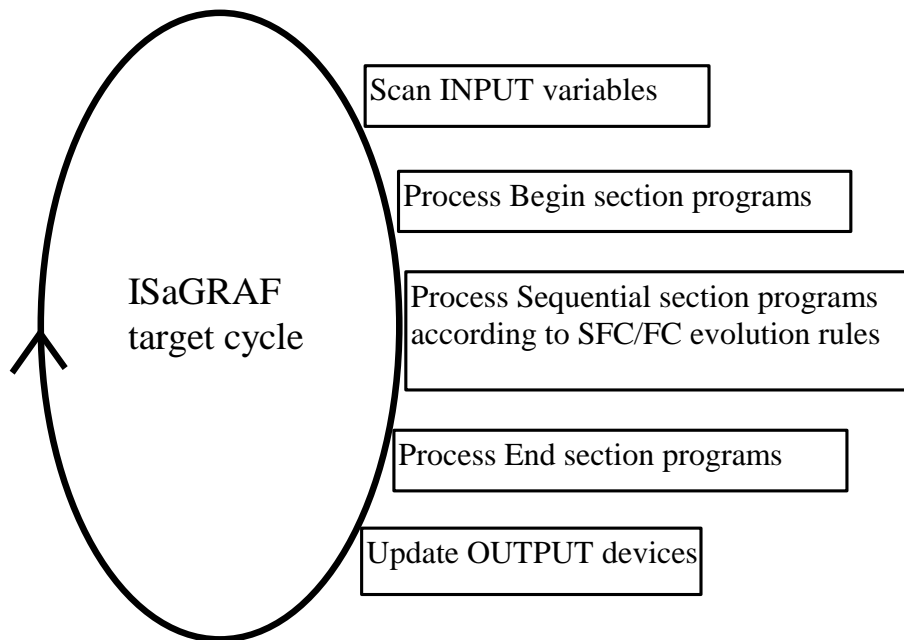 Scan INPUT variables
Process Begin section programs
ISaGRAF
target cycle
Process Sequential section programs
according to SFC/FC evolution rules
Process End section programs
Update OUTPUT devices